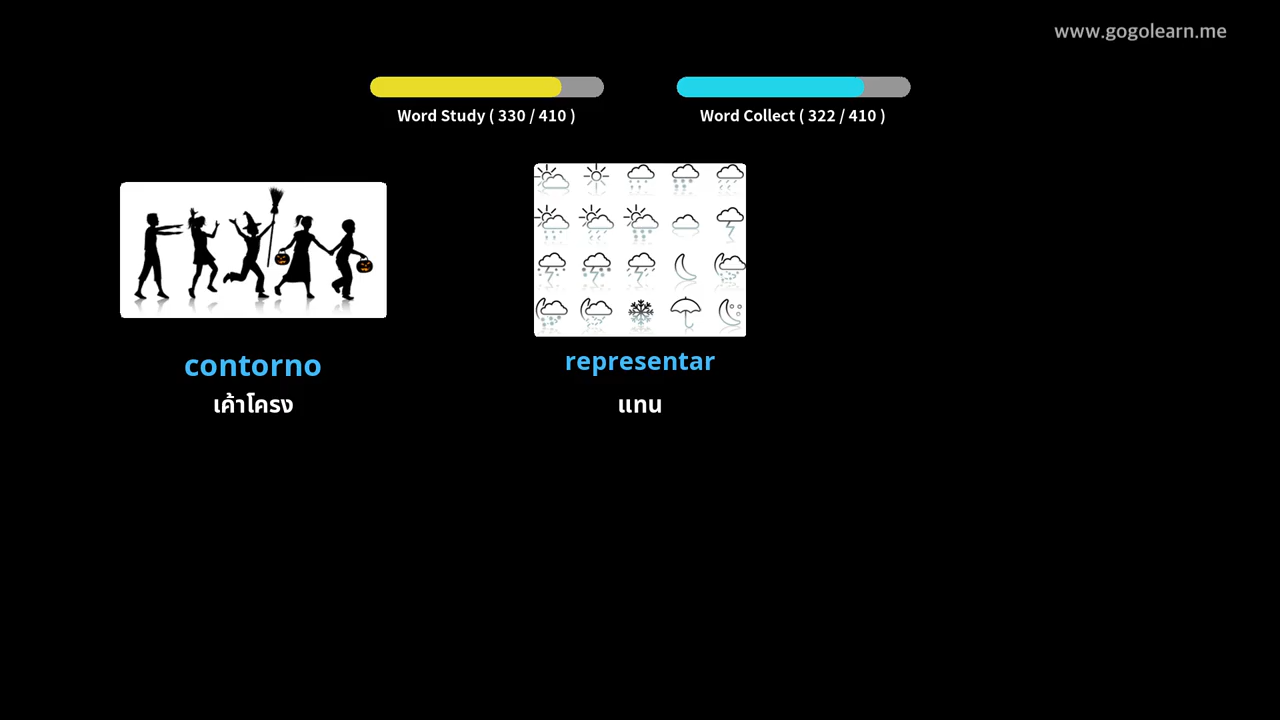 www.gogolearn.me
Word Study ( 330 / 410 )
Word Collect ( 322 / 410 )
contorno
เค้าโครง
representar
แทน